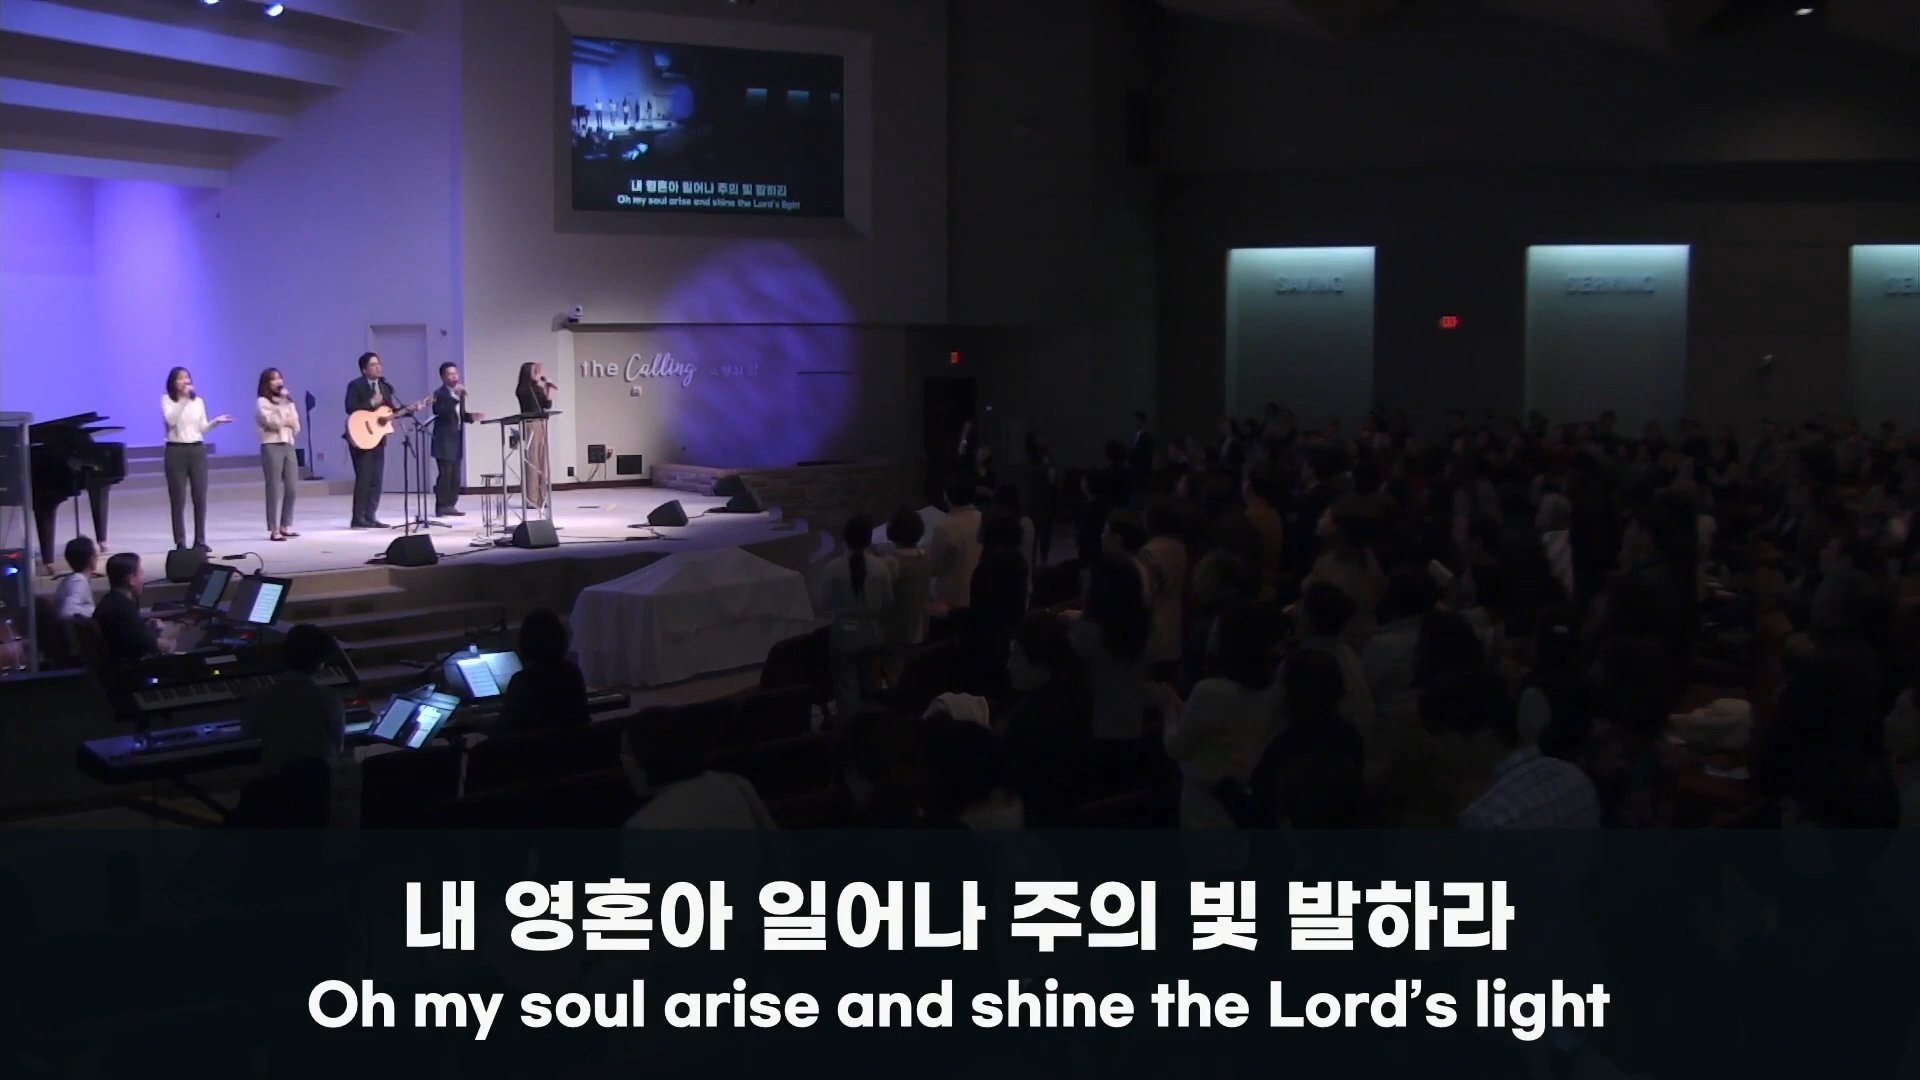 내 영혼아 일어나 주의 빛 발하라
Oh my soul arise and shine the Lord's light
the Calling
SAVING
SERVING
내 영혼아 일어나 주의 빛 발하라
Oh my soul arise and shine the Lord’s light